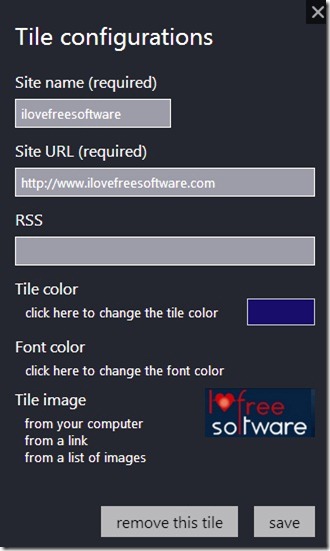 Tile configurations
Site name (required)
ilovefreesoftware
Site URL (required)
http://www.ilovefreesoftware.com
RSS
Tile color
click here to change the tile color
Font color
click here to change the font color
Tile image
I free
software
from your computer
from a link
from a list of images
remove this tile
save